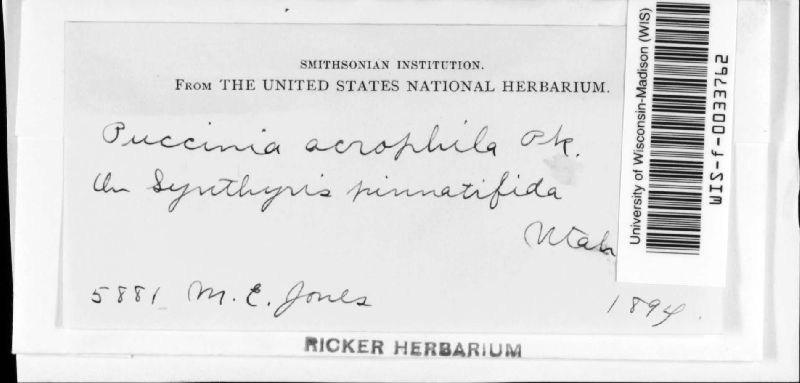 SMITHSONIAN INSTITUTION.
FROM THE UNITED STATES NATIONAL HERBARIUM.
Puccinia acrophila Pk.
On Synthyris pinnatifida
Utah
5881 M. E. Jones 1894.
RICKER HERBARIUM
University of Wisconsin-Madison (WIS)
WIS-f-0033762